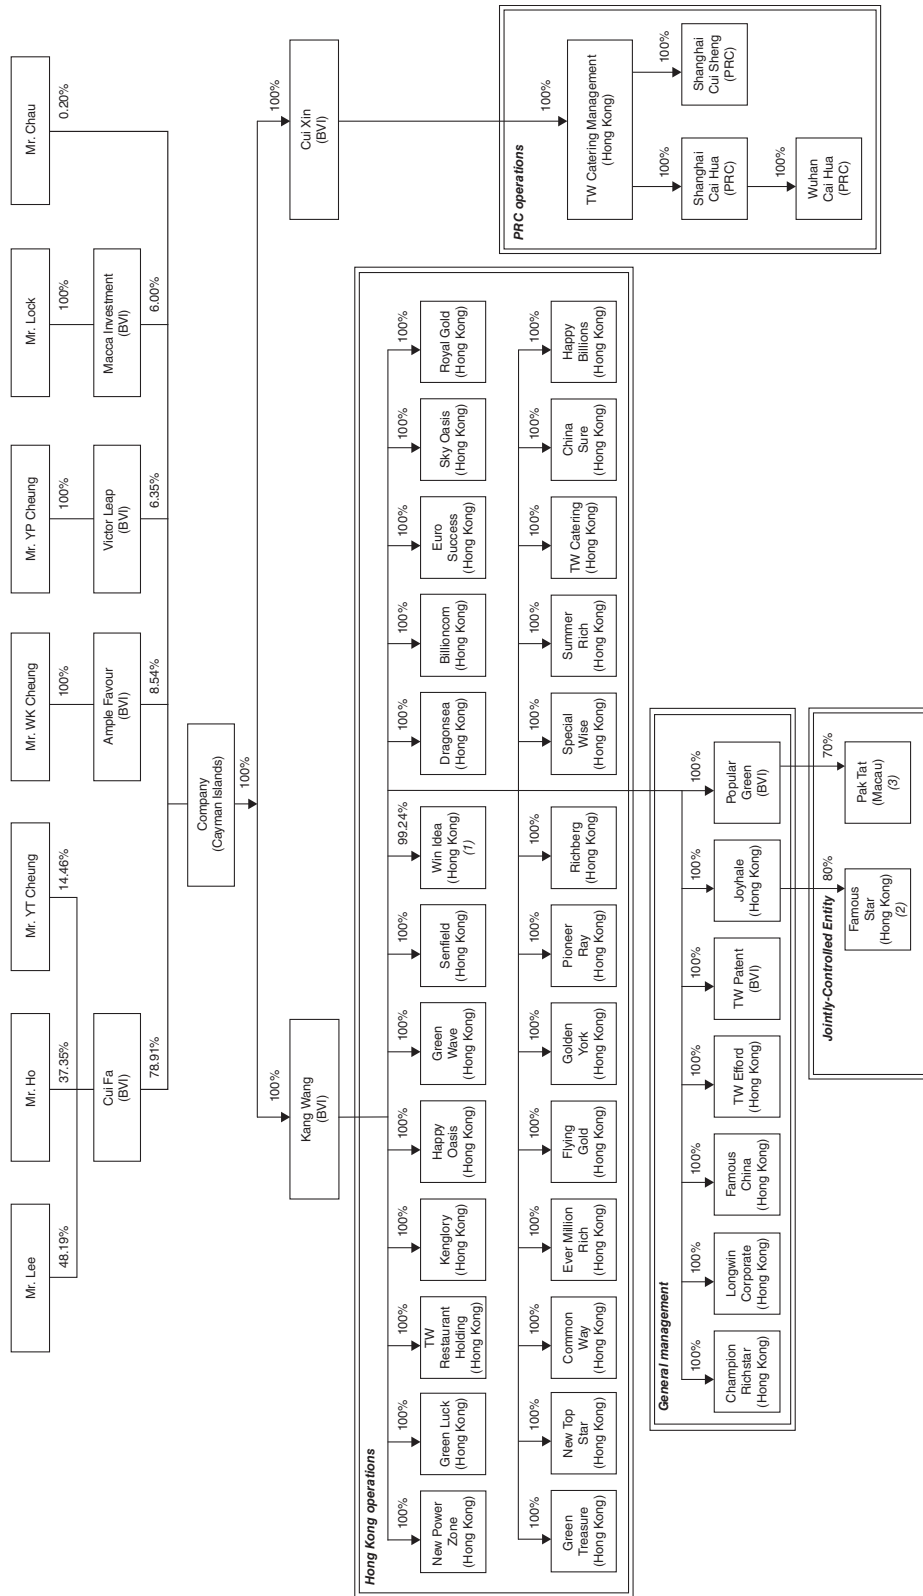 Mr. Lee
Mr. Ho
Mr. YT Cheung
Mr. WK Cheung
Mr. YP Cheung
Mr. Lock
Mr. Chau
48.19%
37.35%
14.46%
100%
100%
100%
0.20%
Cui Fa
(BVI)
Ample Favour
(BVI)
Victor Leap
(BVI)
Macca Investment
(BVI)
78.91%
8.54%
6.35%
6.00%
Company
(Cayman Islands)
100%
100%
100%
Kang Wang
(BVI)
Cui Xin
(BVI)
Hong Kong operations
100%
100%
100%
100%
100%
100%
100%
99.24%
100%
100%
100%
100%
100%
New Power
Zone
(Hong Kong)
Green Luck
(Hong Kong)
TW
Restaurant
Holding
(Hong Kong)
Kenglory
(Hong Kong)
Happy
Oasis
(Hong Kong)
Green
Wave
(Hong Kong)
Senfield
(Hong Kong)
Win Idea
(Hong Kong)
(1)
Dragonsea
(Hong Kong)
Billioncom
(Hong Kong)
Euro
Success
(Hong Kong)
Sky Oasis
(Hong Kong)
Royal Gold
(Hong Kong)
100%
100%
100%
100%
100%
100%
100%
100%
100%
100%
100%
100%
100%
Green
Treasure
(Hong Kong)
New Top
Star
(Hong Kong)
Common
Way
(Hong Kong)
Ever Million
Rich
(Hong Kong)
Flying
Gold
(Hong Kong)
Golden
York
(Hong Kong)
Pioneer
Ray
(Hong Kong)
Richberg
(Hong Kong)
Special
Wise
(Hong Kong)
Summer
Rich
(Hong Kong)
TW Catering
(Hong Kong)
China
Sure
(Hong Kong)
Happy
Billions
(Hong Kong)
PRC operations
100%
TW Catering Management
(Hong Kong)
100%
100%
Shanghai
Cai Hua
(PRC)
Shanghai
Cui Sheng
(PRC)
100%
Wuhan
Cai Hua
(PRC)
General management
100%
100%
100%
100%
100%
100%
100%
Champion
Richstar
(Hong Kong)
Longwin
Corporate
(Hong Kong)
Famous
China
(Hong Kong)
TW Efford
(Hong Kong)
TW Patent
(BVI)
Joyhale
(Hong Kong)
Popular
Green
(BVI)
Jointly-Controlled Entity
80%
70%
Famous
Star
(Hong Kong)
(2)
Pak Tat
(Macau)
(3)